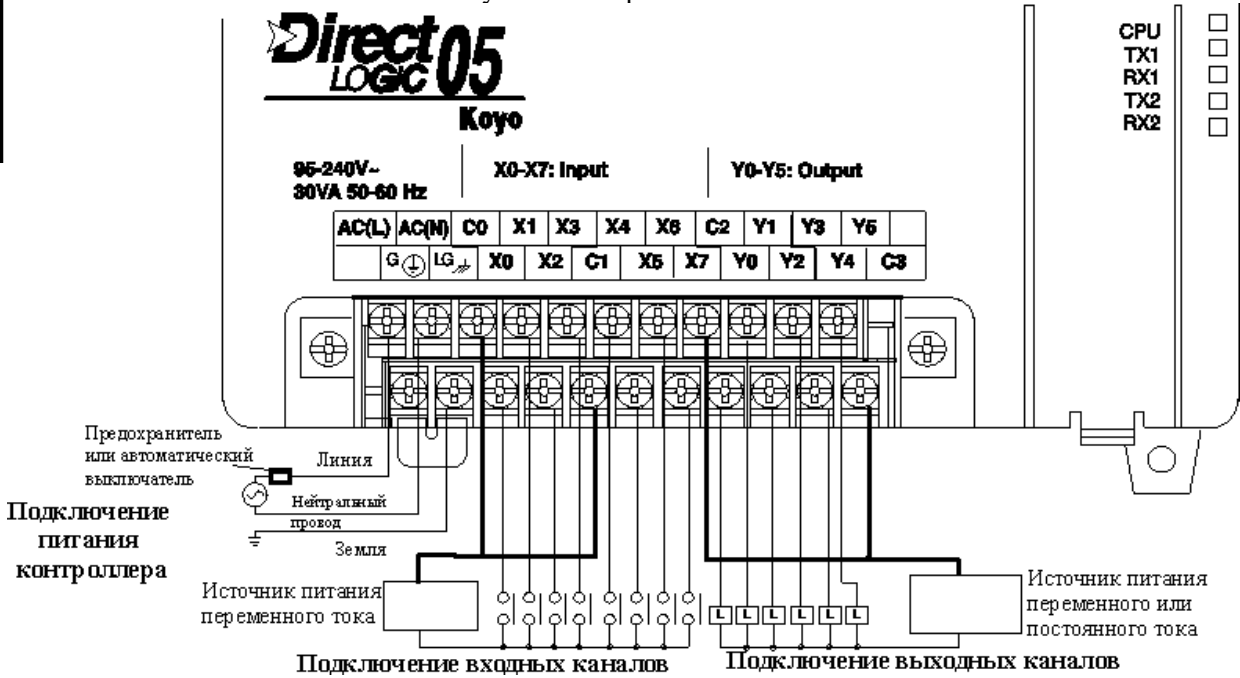 Direct
LOGIC 05
Koyo
CPU
TX1
RX1
TX2
RX2
95-240V~
30VA 50-60 Hz
X0-X7: Input
Y0-Y5: Output
AC(L) AC(N) C0 X1 X3 X4 X6 C2 Y1 Y3 Y5
G LG X0 X2 C1 X5 X7 Y0 Y2 Y4 C3
Предохранитель
или автоматический
выключатель
Линия
Нейтральный
провод
Земля
Подключение
питания
контроллера
Источник питания
переменного тока
L L L L L L
Источник питания
переменного или
постоянного тока
Подключение входных каналов
Подключение выходных каналов